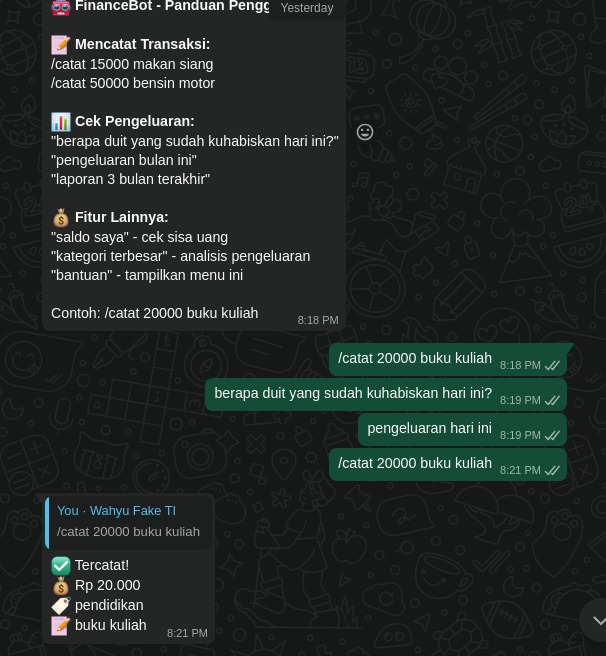 FinanceBot - Panduan Pengg
Yesterday
Mencatat Transaksi:
/catat 15000 makan siang
/catat 50000 bensin motor
Cek Pengeluaran:
"berapa duit yang sudah kuhabiskan hari ini?"
"pengeluaran bulan ini"
"laporan 3 bulan terakhir"
Fitur Lainnya:
"saldo saya" - cek sisa uang
"kategori terbesar" - analisis pengeluaran
"bantuan" - tampilkan menu ini
Contoh: /catat 20000 buku kuliah
8:18 PM
/catat 20000 buku kuliah 8:18 PM
berapa duit yang sudah kuhabiskan hari ini? 8:19 PM
pengeluaran hari ini 8:19 PM
/catat 20000 buku kuliah 8:21 PM
You · Wahyu Fake TI
/catat 20000 buku kuliah
Tercatat!
Rp 20.000
pendidikan
buku kuliah
8:21 PM